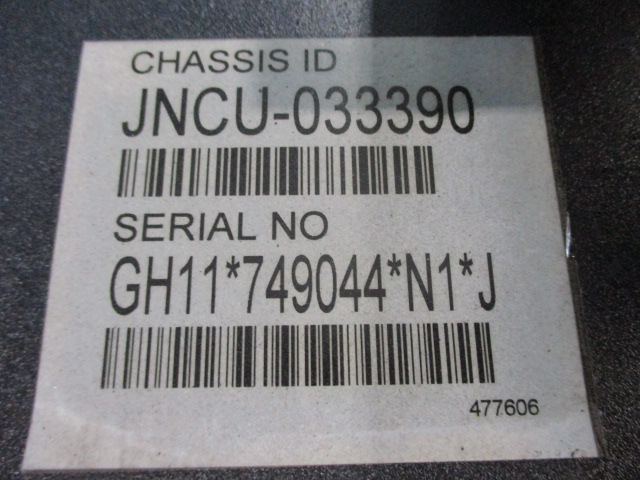 CHASSIS ID
JNCU-033390
SERIAL NO
GH11*749044*N1*J
477606